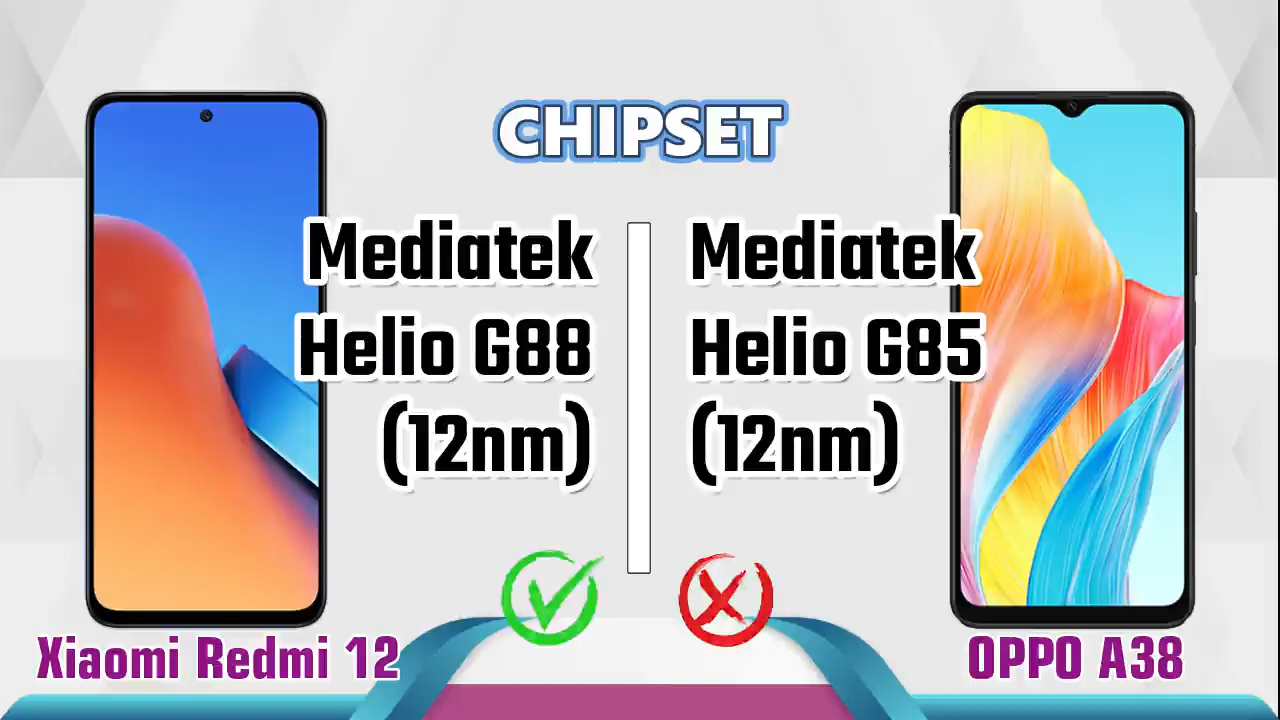 CHIPSET
Mediatek
Helio G88
(12nm)
Mediatek
Helio G85
(12nm)
Xiaomi Redmi 12
OPPO A38